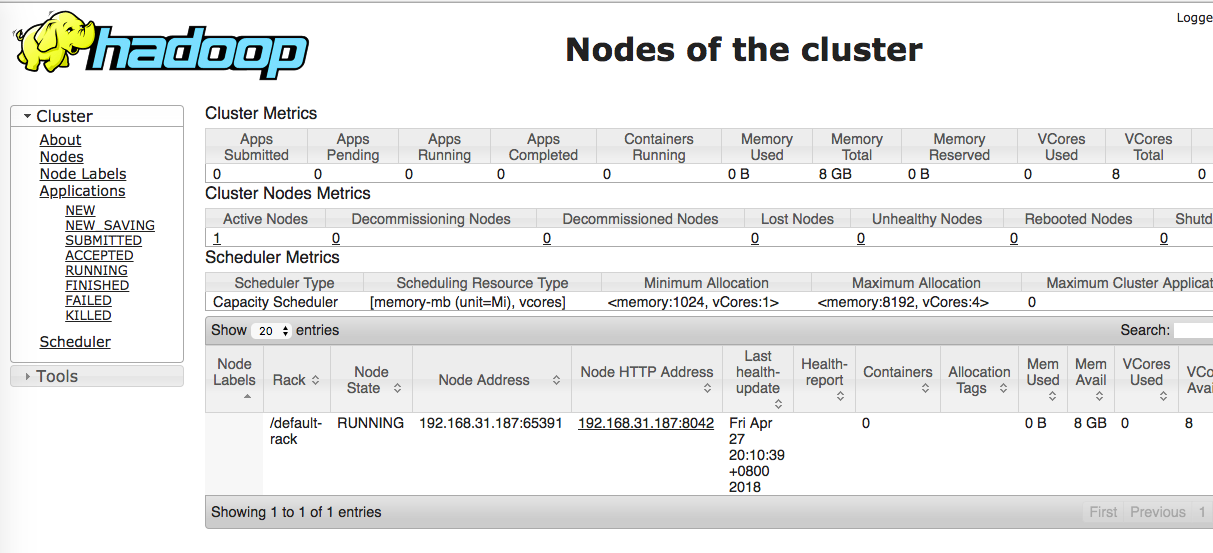 hadoop
Logge
Nodes of the cluster
Cluster
About
Nodes
Node Labels
Applications
NEW
NEW_SAVING
SUBMITTED
ACCEPTED
RUNNING
FINISHED
FAILED
KILLED
Scheduler
Tools
Cluster Metrics
Apps Submitted Apps Pending Apps Running Apps Completed Containers Running Memory Used Memory Total Memory Reserved VCores Used VCores Total
0 0 0 0 0 0 B 8 GB 0 B 0 8 0
Cluster Nodes Metrics
Active Nodes Decommissioning Nodes Decommissioned Nodes Lost Nodes Unhealthy Nodes Rebooted Nodes Shutd
1 0 0 0 0 0 0
Scheduler Metrics
Scheduler Type Scheduling Resource Type Minimum Allocation Maximum Allocation Maximum Cluster Applicat
Capacity Scheduler [memory-mb (unit=Mi), vcores] <memory:1024, vCores:1> <memory:8192, vCores:4> 0
Show 20 entries Search:
Node Labels Rack Node State Node Address Node HTTP Address Last health-update Health-report Containers Allocation Tags Mem Used Mem Avail VCores Used VCo Avai
/default-rack RUNNING 192.168.31.187:65391 192.168.31.187:8042 Fri Apr 27 20:10:39 +0800 2018 0 0 B 8 GB 0 8
Showing 1 to 1 of 1 entries First Previous 1